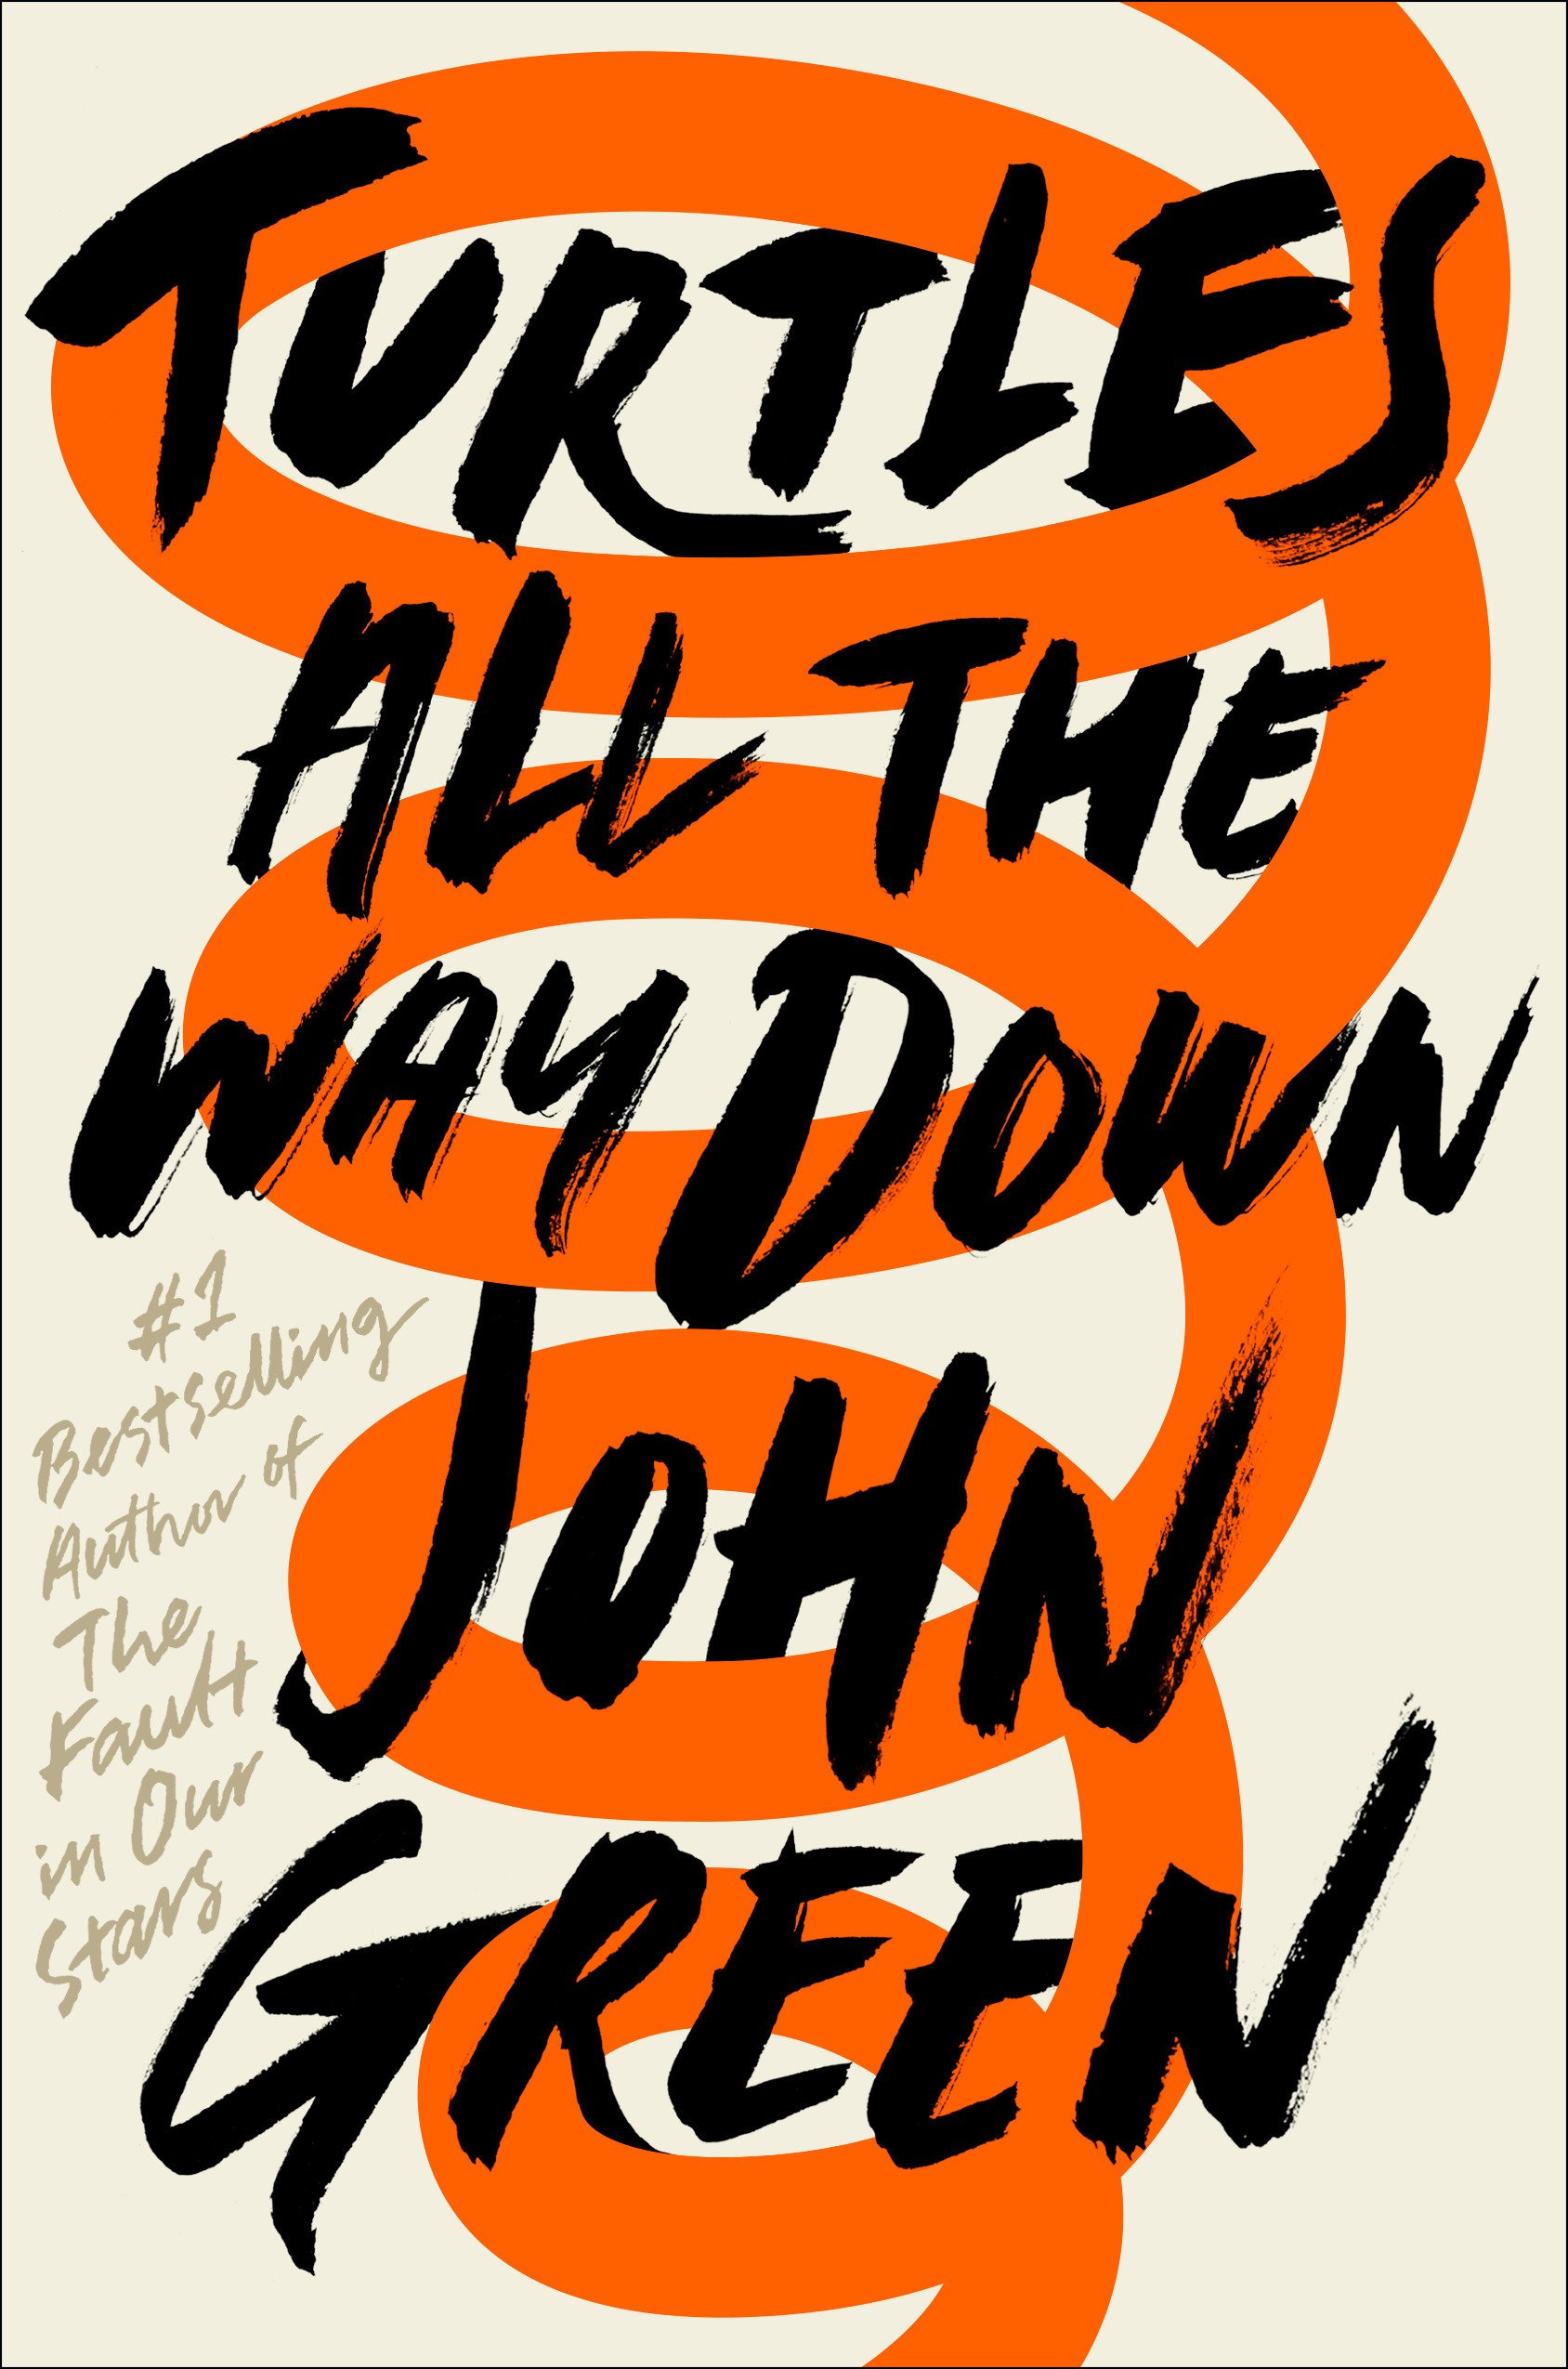 TURTLES
ALL THE
WAY DOWN
#1
Bestselling
Author of
The
Fault
in Our
Stars
JOHN
GREEN